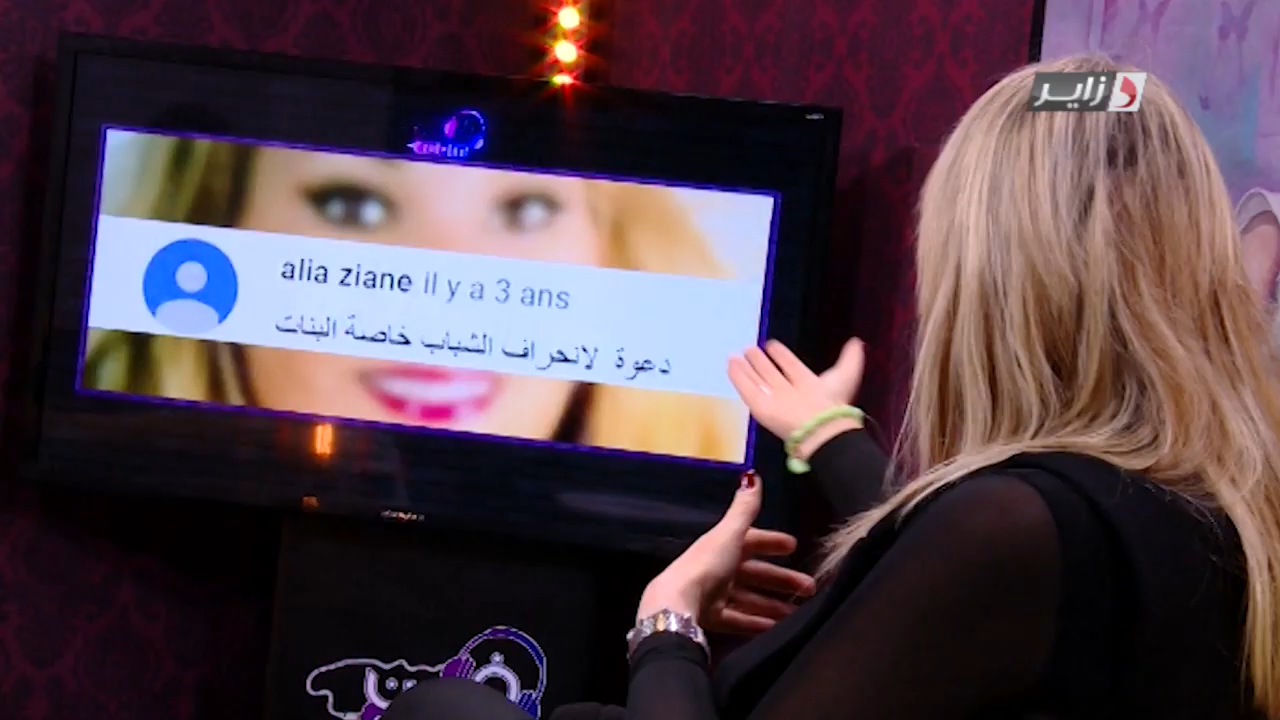 زاير
alia ziane il y a 3 ans
دعوة لانحراف الشباب خاصة البنات